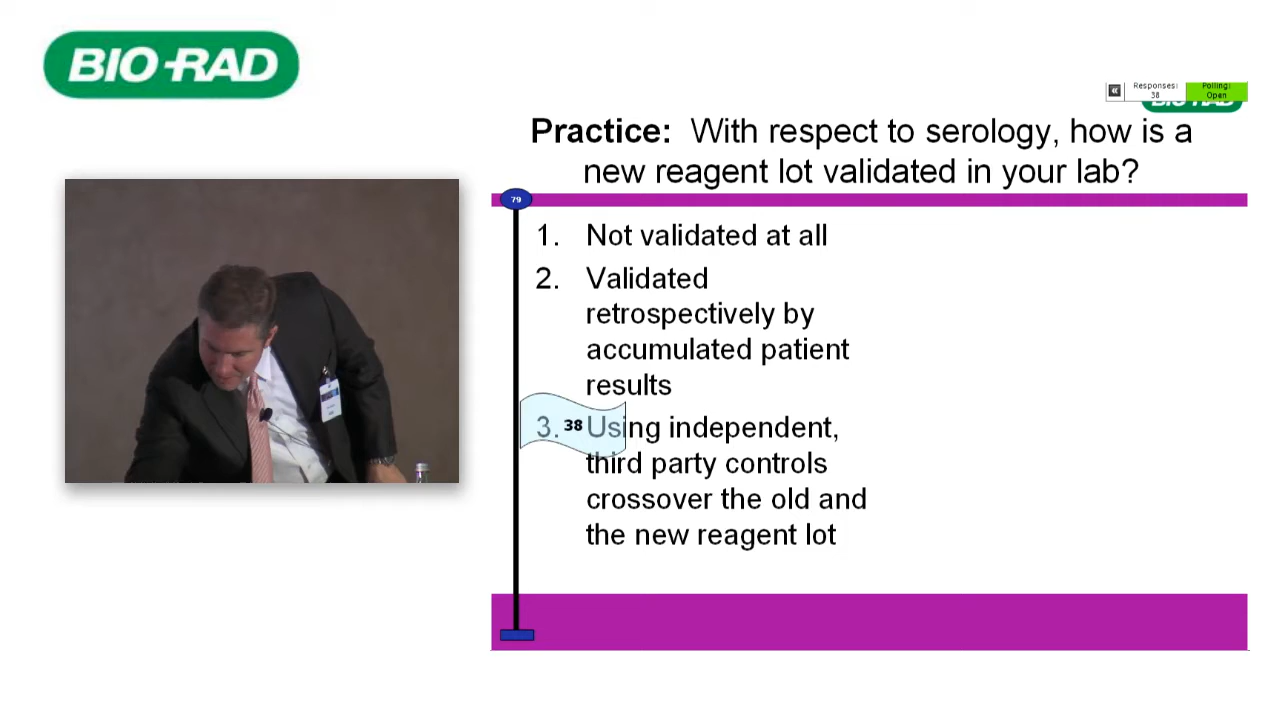 BIO-RAD
Responses:
38
Polling:
Open
BIO-RAD
Practice: With respect to serology, how is a
new reagent lot validated in your lab?
79
1. Not validated at all
2. Validated
retrospectively by
accumulated patient
results
3. 38 Using independent,
third party controls
crossover the old and
the new reagent lot